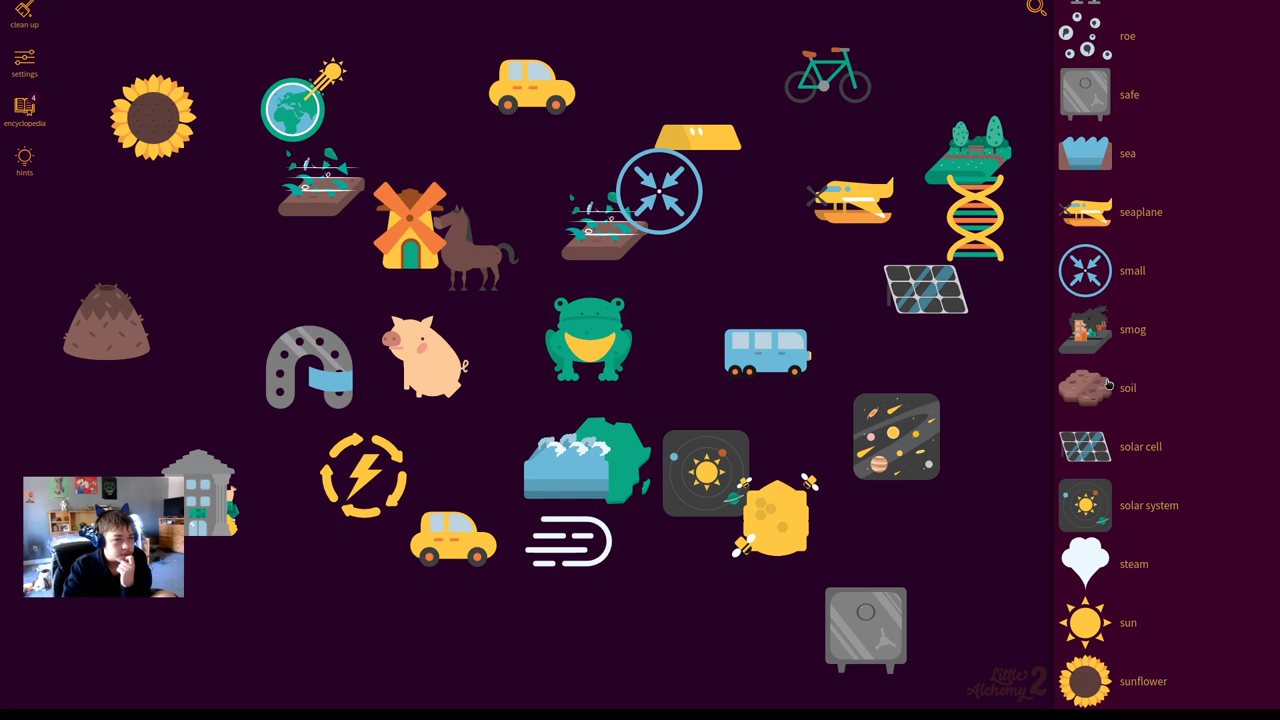 clean up
settings
4
encyclopedia
hints
roe
safe
sea
seaplane
small
smog
soil
solar cell
solar system
steam
sun
sunflower
Little
Alchemy 2